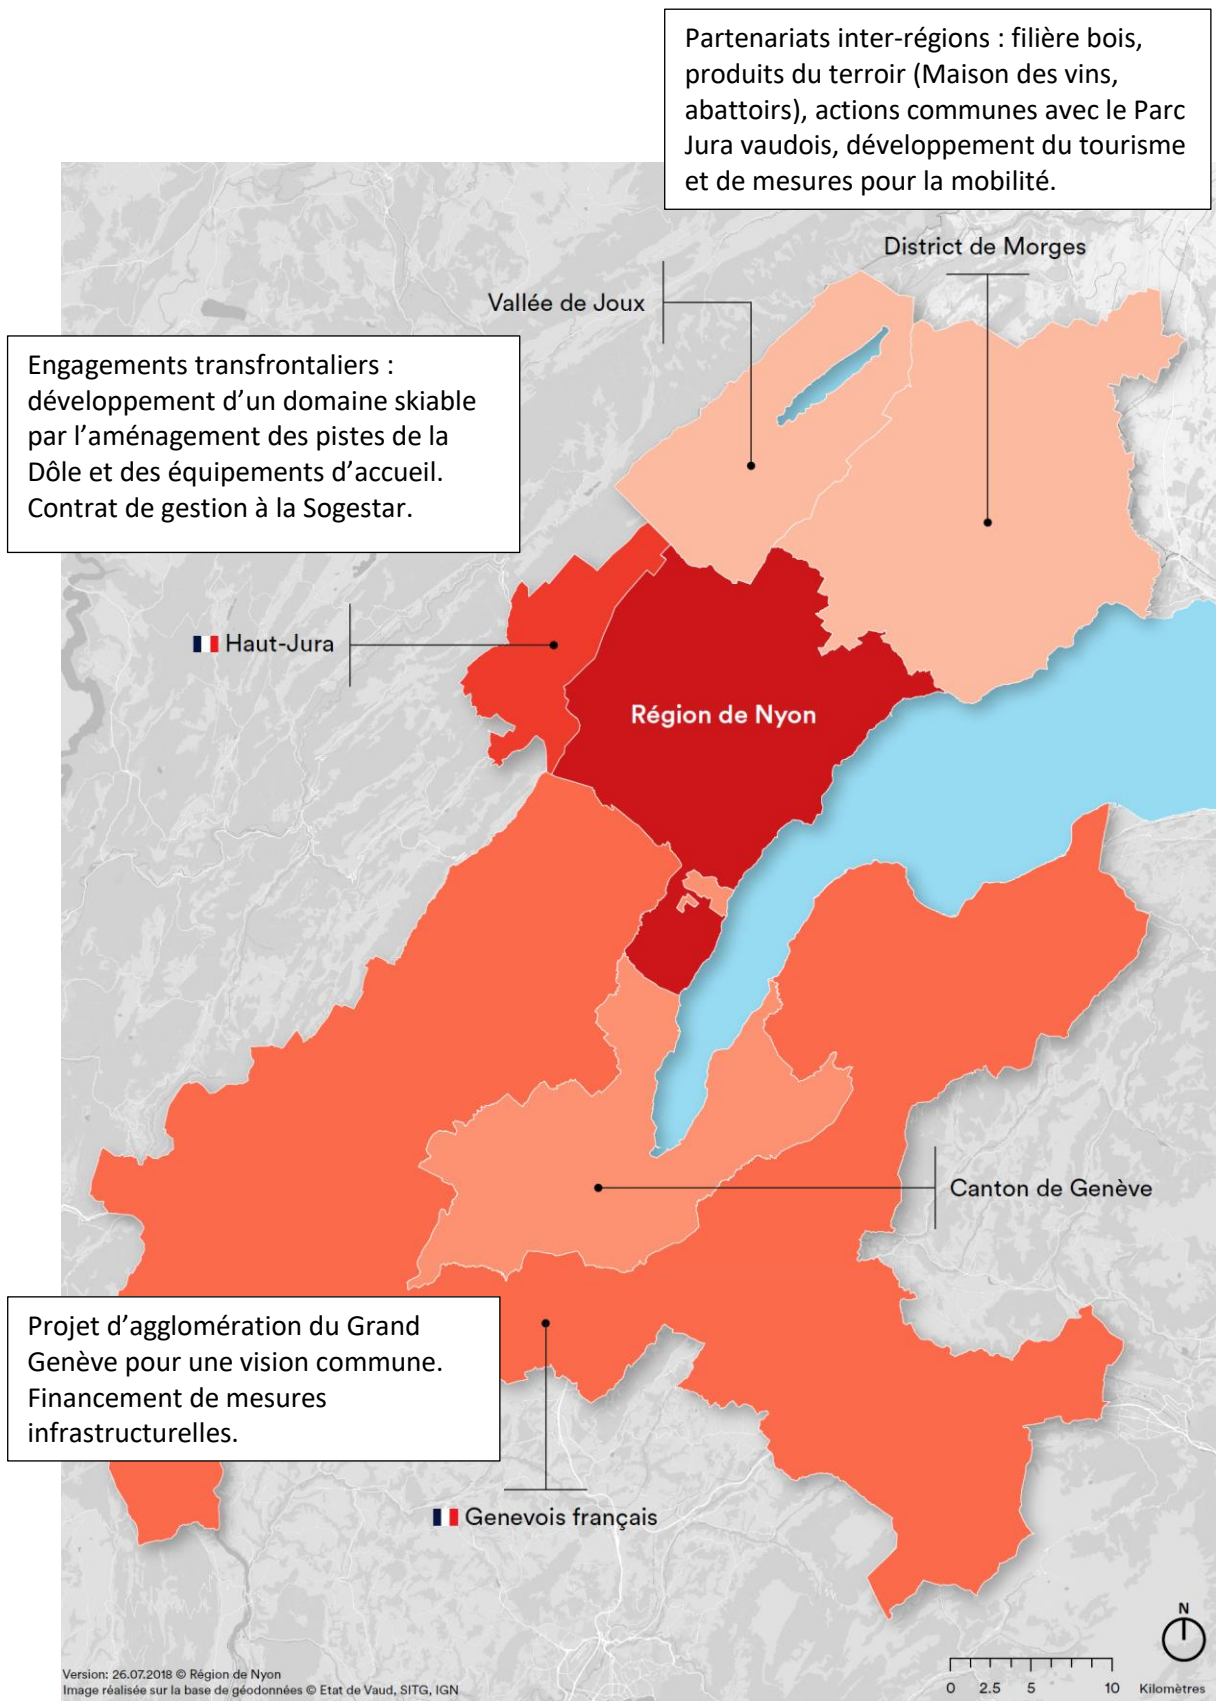 Partenariats inter-régions : filière bois,
produits du terroir (Maison des vins,
abattoirs), actions communes avec le Parc
Jura vaudois, développement du tourisme
et de mesures pour la mobilité.
District de Morges
Vallée de Joux
Engagements transfrontaliers :
développement d’un domaine skiable
par l’aménagement des pistes de la
Dôle et des équipements d’accueil.
Contrat de gestion à la Sogestar.
Haut-Jura
Région de Nyon
Canton de Genève
Projet d’agglomération du Grand
Genève pour une vision commune.
Financement de mesures
infrastructurelles.
Genevois français
N
0 2.5 5 10 Kilomètres
Version: 26.07.2018 © Région de Nyon
Image réalisée sur la base de géodonnées © Etat de Vaud, SITG, IGN